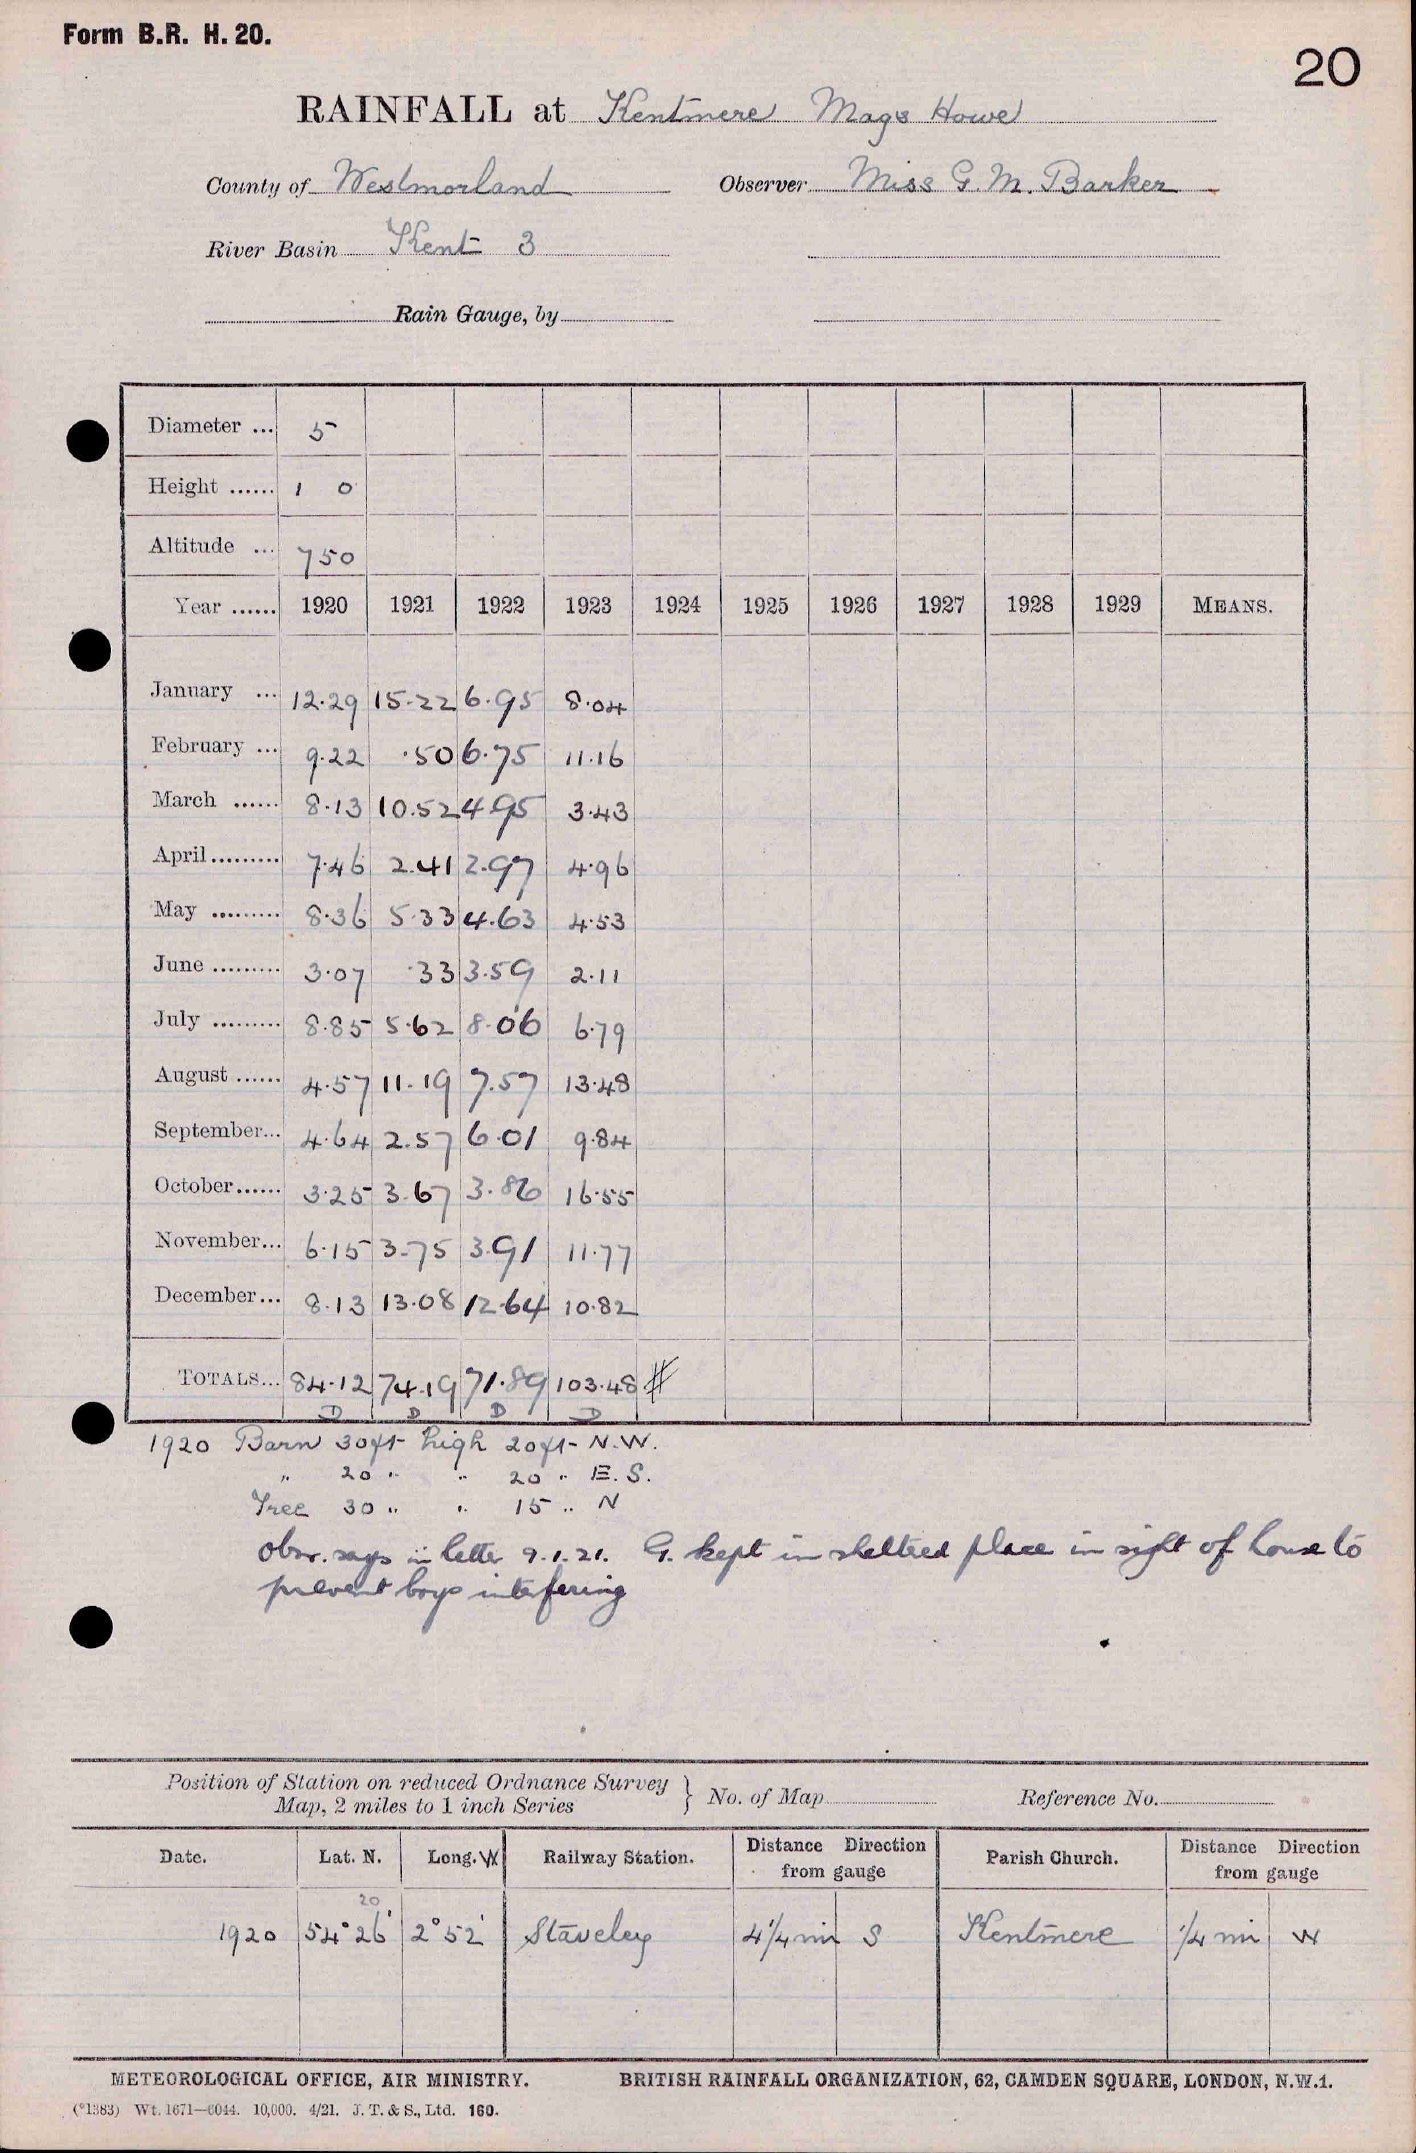 Form B.R. H. 20.
20
RAINFALL at Kentmere Mags Howe
County of Westmorland Observer Miss G. M. Barker
River Basin Kent 3
Rain Gauge, by
Diameter ... 5
Height ...... 1 0
Altitude ... 750
Year ...... 1920 1921 1922 1923 1924 1925 1926 1927 1928 1929 MEANS.
January ... 12.29 15.22 6.95 8.04
February ... 9.22 .50 6.75 11.16
March ...... 8.13 10.52 4.95 3.43
April......... 7.46 2.41 2.97 4.96
May ......... 8.36 5.33 4.63 4.53
June ......... 3.07 .33 3.59 2.11
July ......... 8.85 5.62 8.06 6.79
August ...... 4.57 11.19 7.57 13.48
September... 4.64 2.57 6.01 9.84
October...... 3.25 3.67 3.86 16.55
November... 6.15 3.75 3.91 11.77
December... 8.13 13.08 12.64 10.82
TOTALS... 84.12 74.19 71.89 103.48 #
D D D D
1920 Barn 30ft high 20ft N.W.
" 20 " " 20 " E. S.
Tree 30 " " 15 " N
obsr. says in letter 9.1.21. G. kept in sheltered place in sight of house to
prevent boys interfering
Position of Station on reduced Ordnance Survey
Map, 2 miles to 1 inch Series } No. of Map Reference No.
Date. Lat. N. Long. W Railway Station. Distance Direction from gauge Parish Church. Distance Direction from gauge
20
1920 54° 26' 2° 52' Staveley 4 1/4 mi S Kentmere 1/4 mi W
METEOROLOGICAL OFFICE, AIR MINISTRY. BRITISH RAINFALL ORGANIZATION, 62, CAMDEN SQUARE, LONDON, N.W.1.
(*1383) Wt. 1671—6044. 10,000. 4/21. J. T. & S., Ltd. 160.